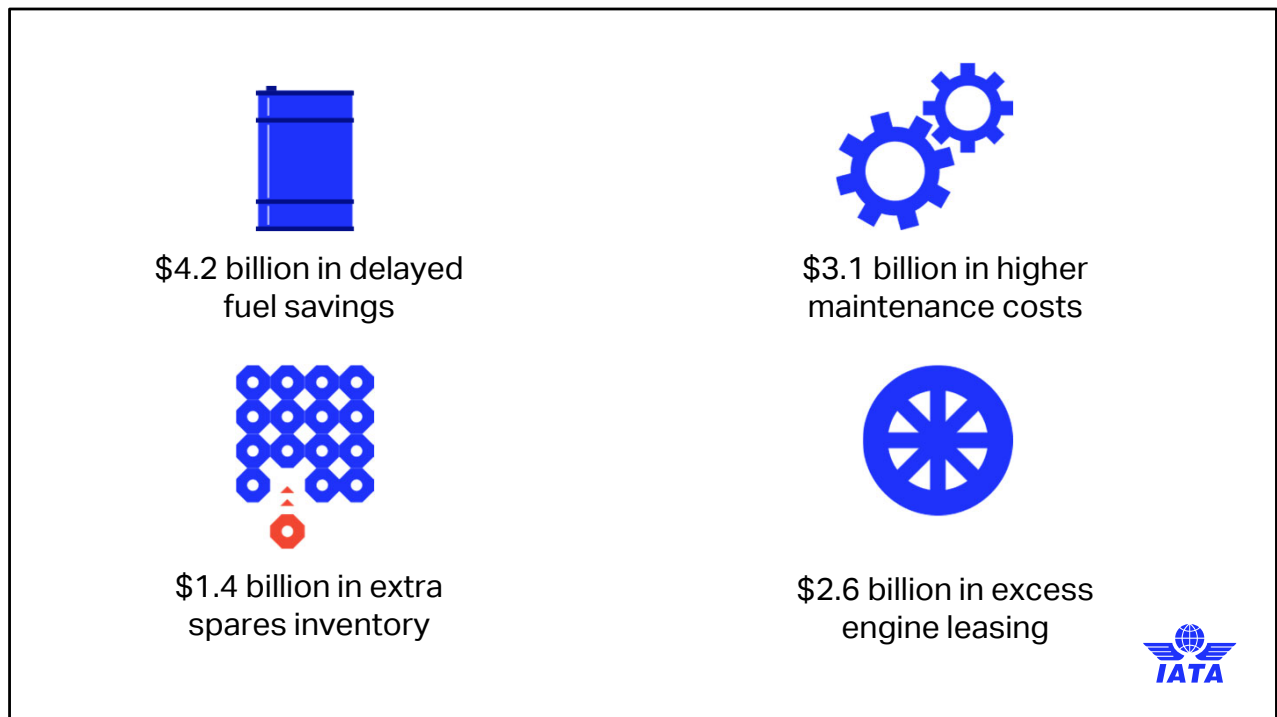 $4.2 billion in delayed
fuel savings
$3.1 billion in higher
maintenance costs
$1.4 billion in extra
spares inventory
$2.6 billion in excess
engine leasing
IATA